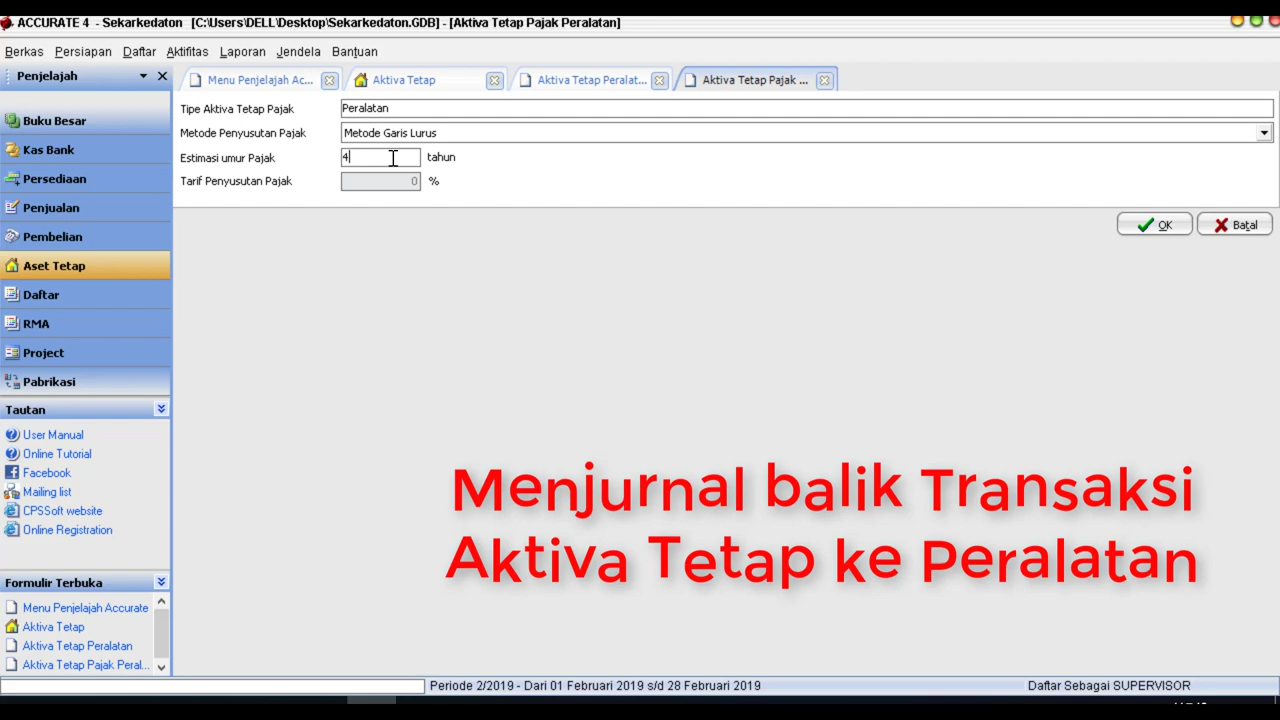 ACCURATE 4 - Sekarkedaton [C:\Users\DELL\Desktop\Sekarkedaton.GDB] - [Aktiva Tetap Pajak Peralatan]
Berkas Persiapan Daftar Aktifitas Laporan Jendela Bantuan
Penjelajah
Menu Penjelajah Ac... Aktiva Tetap Aktiva Tetap Peralat... Aktiva Tetap Pajak ...
Tipe Aktiva Tetap Pajak Peralatan
Metode Penyusutan Pajak Metode Garis Lurus
Estimasi umur Pajak 4 tahun
Tarif Penyusutan Pajak 0 %
OK Batal
Buku Besar
Kas Bank
Persediaan
Penjualan
Pembelian
Aset Tetap
Daftar
RMA
Project
Pabrikasi
Tautan
User Manual
Online Tutorial
Facebook
Mailing list
CPSSoft website
Online Registration
Menjurnal balik Transaksi
Aktiva Tetap ke Peralatan
Formulir Terbuka
Menu Penjelajah Accurate
Aktiva Tetap
Aktiva Tetap Peralatan
Aktiva Tetap Pajak Peral...
Periode 2/2019 - Dari 01 Februari 2019 s/d 28 Februari 2019 Daftar Sebagai SUPERVISOR